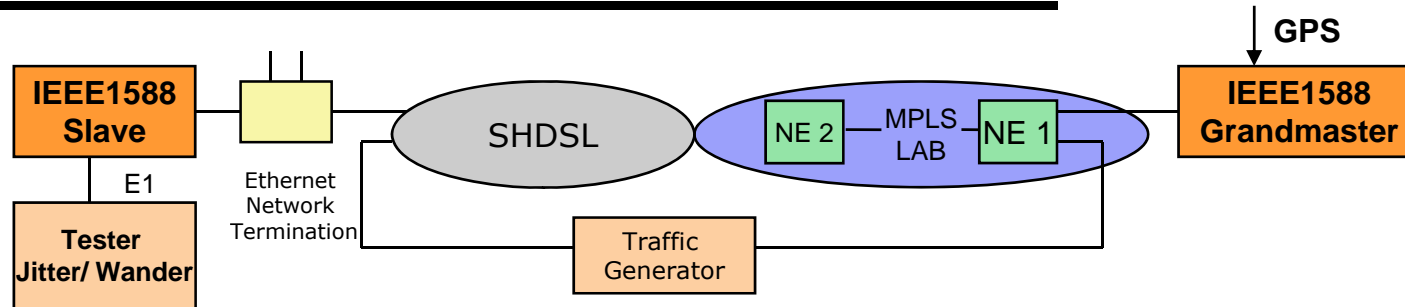 GPS
IEEE1588
Slave
SHDSL
NE 2
MPLS
LAB
NE 1
IEEE1588
Grandmaster
E1
Ethernet
Network
Termination
Tester
Jitter/ Wander
Traffic
Generator